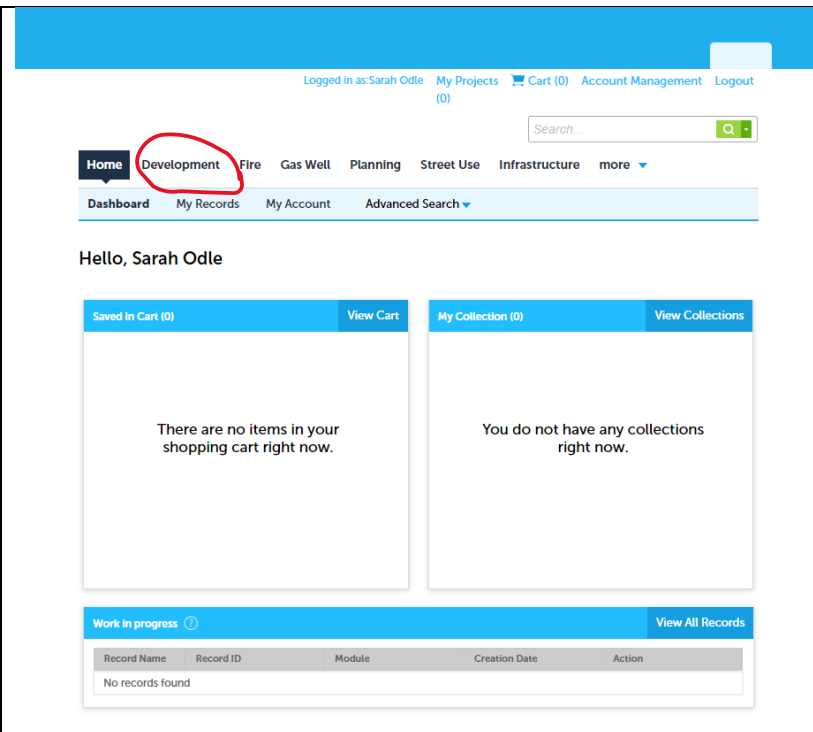 Logged in as:Sarah Odle My Projects (0) Cart (0) Account Management Logout
Search...
Home Development Fire Gas Well Planning Street Use Infrastructure more
Dashboard My Records My Account Advanced Search
Hello, Sarah Odle
Saved in Cart (0) View Cart
My Collection (0) View Collections
There are no items in your
shopping cart right now.
You do not have any collections
right now.
Work in progress ? View All Records
Record Name Record ID Module Creation Date Action
No records found